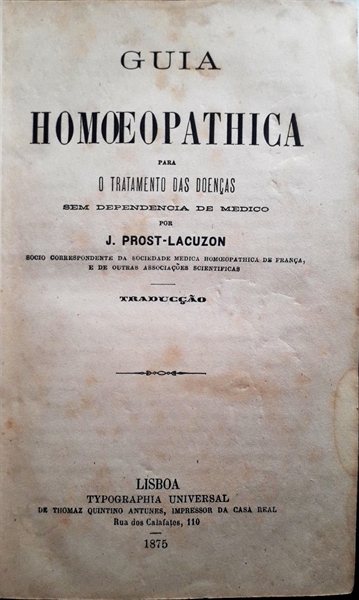 GUIA
HOMŒOPATHICA
PARA
O TRATAMENTO DAS DOENÇAS
SEM DEPENDENCIA DE MEDICO
POR
J. PROST-LACUZON
SOCIO CORRESPONDENTE DA SOCIEDADE MEDICA HOMŒOPATHICA DE FRANÇA,
E DE OUTRAS ASSOCIAÇÕES SCIENTIFICAS
TRADUCÇÃO
LISBOA
TYPOGRAPHIA UNIVERSAL
DE THOMAZ QUINTINO ANTUNES, IMPRESSOR DA CASA REAL
Rua dos Calafates, 110
1875